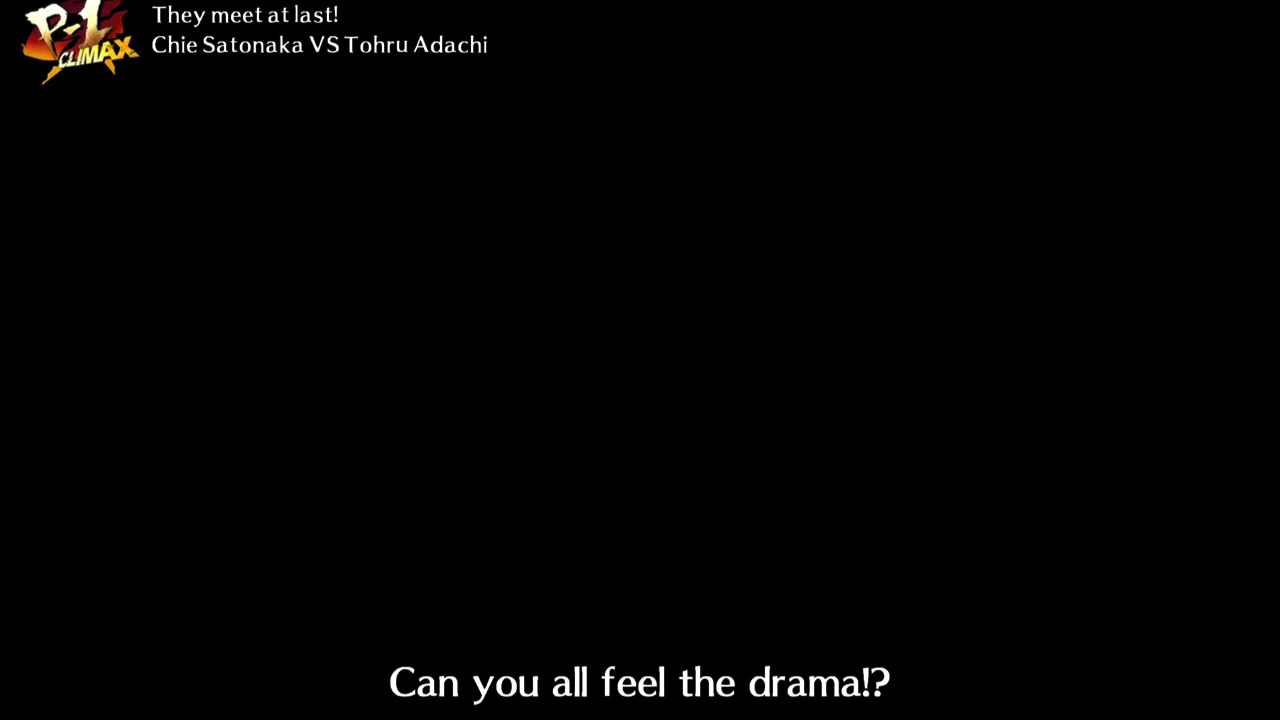 P-1
CLIMAX
They meet at last!
Chie Satonaka VS Tohru Adachi
Can you all feel the drama!?